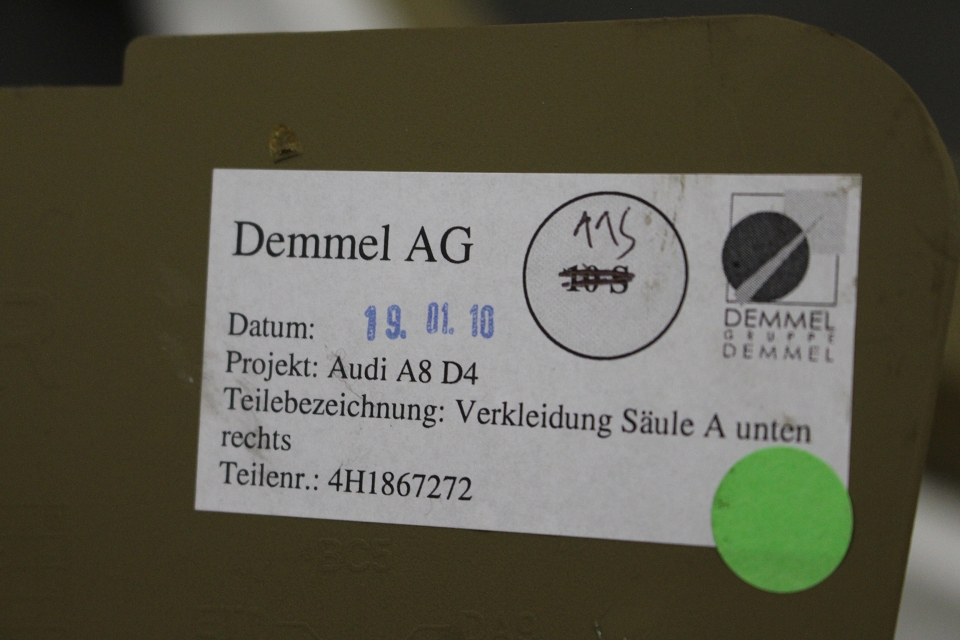 Demmel AG
11S
10 S
Datum: 19. 01. 10
Projekt: Audi A8 D4
Teilebezeichnung: Verkleidung Säule A unten
rechts
Teilenr.: 4H1867272
DEMMEL
GRUPPE
DEMMEL